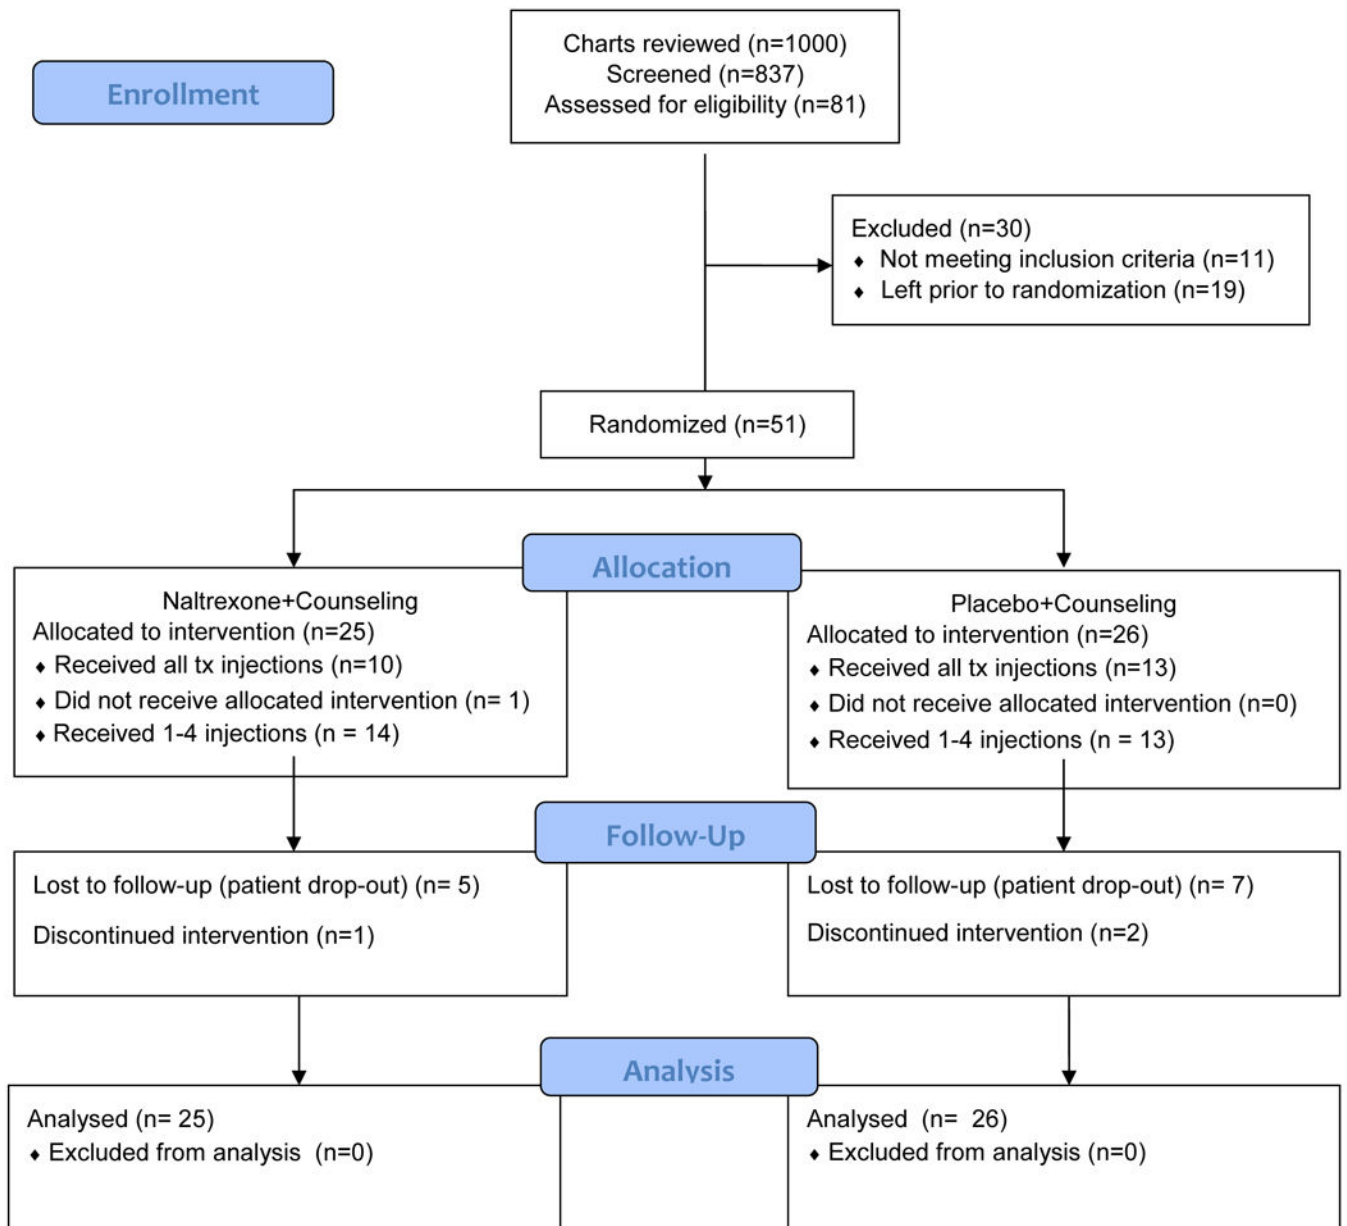 Enrollment
Charts reviewed (n=1000)
Screened (n=837)
Assessed for eligibility (n=81)
Excluded (n=30)
♦ Not meeting inclusion criteria (n=11)
♦ Left prior to randomization (n=19)
Randomized (n=51)
Allocation
Naltrexone+Counseling
Allocated to intervention (n=25)
♦ Received all tx injections (n=10)
♦ Did not receive allocated intervention (n= 1)
♦ Received 1-4 injections (n = 14)
Placebo+Counseling
Allocated to intervention (n=26)
♦ Received all tx injections (n=13)
♦ Did not receive allocated intervention (n=0)
♦ Received 1-4 injections (n = 13)
Follow-Up
Lost to follow-up (patient drop-out) (n= 5)
Discontinued intervention (n=1)
Lost to follow-up (patient drop-out) (n= 7)
Discontinued intervention (n=2)
Analysis
Analysed (n= 25)
♦ Excluded from analysis (n=0)
Analysed (n= 26)
♦ Excluded from analysis (n=0)